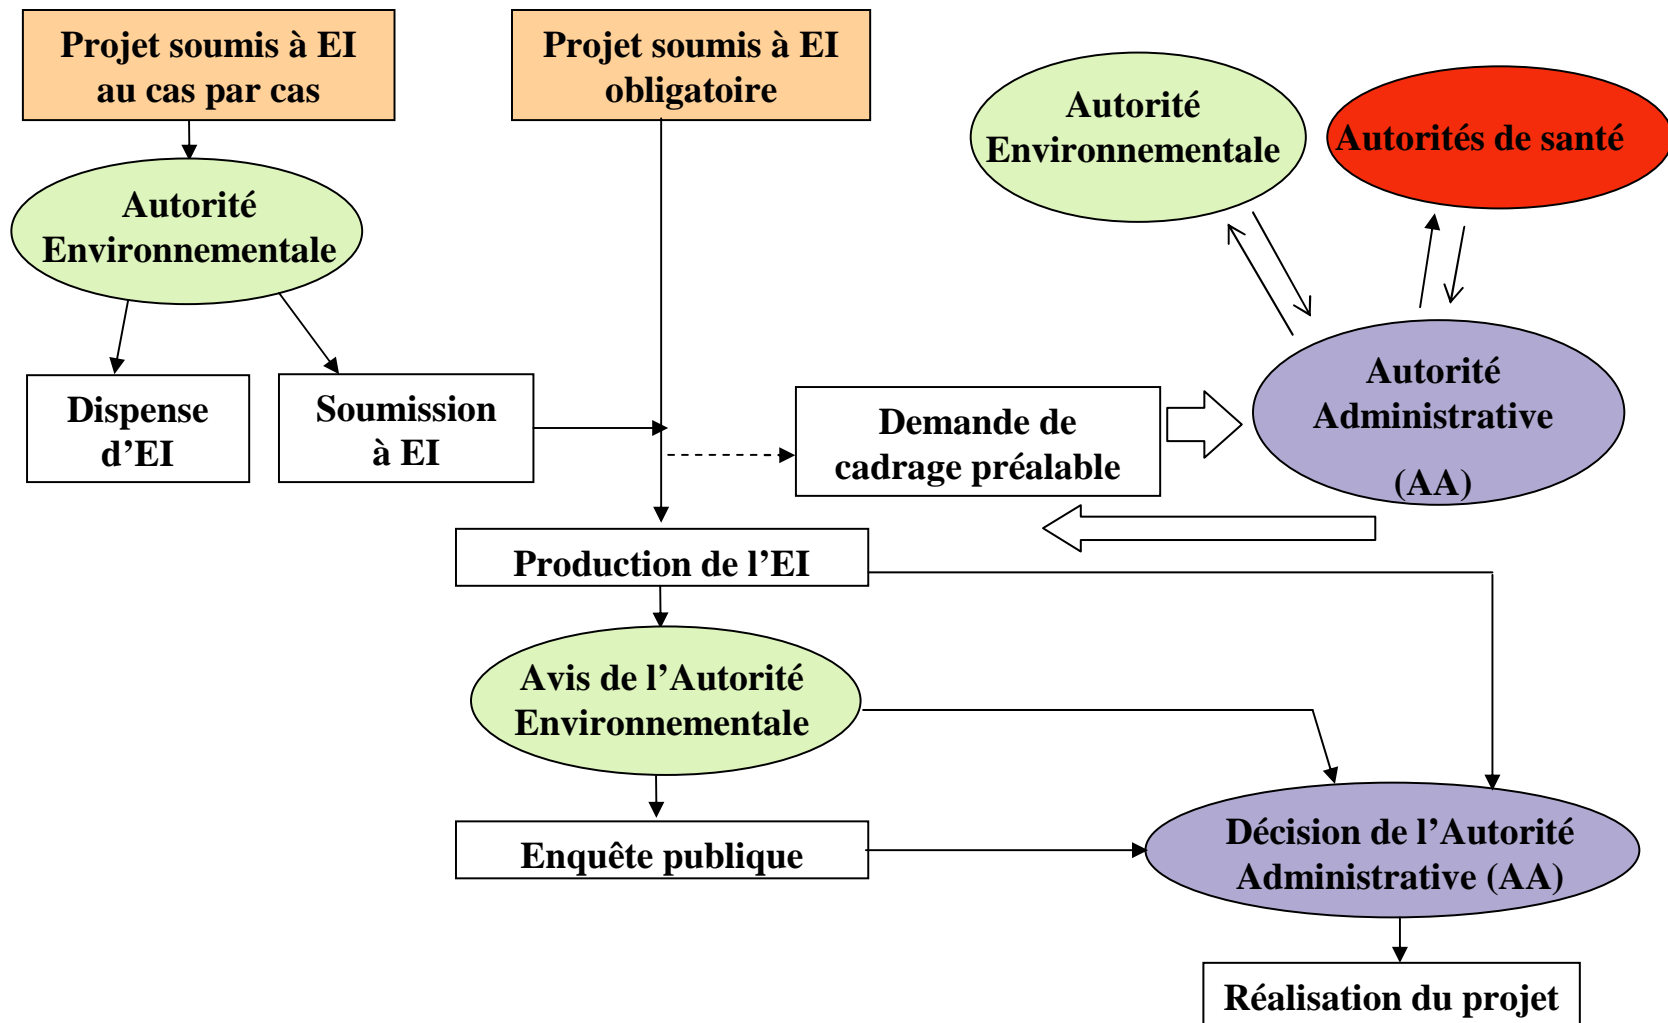 Projet soumis à EI
au cas par cas
Projet soumis à EI
obligatoire
Autorité
Environnementale
Autorités de santé
Autorité
Environnementale
Dispense
d’EI
Soumission
à EI
Demande de
cadrage préalable
Autorité
Administrative
(AA)
Production de l’EI
Avis de l’Autorité
Environnementale
Enquête publique
Décision de l’Autorité
Administrative (AA)
Réalisation du projet